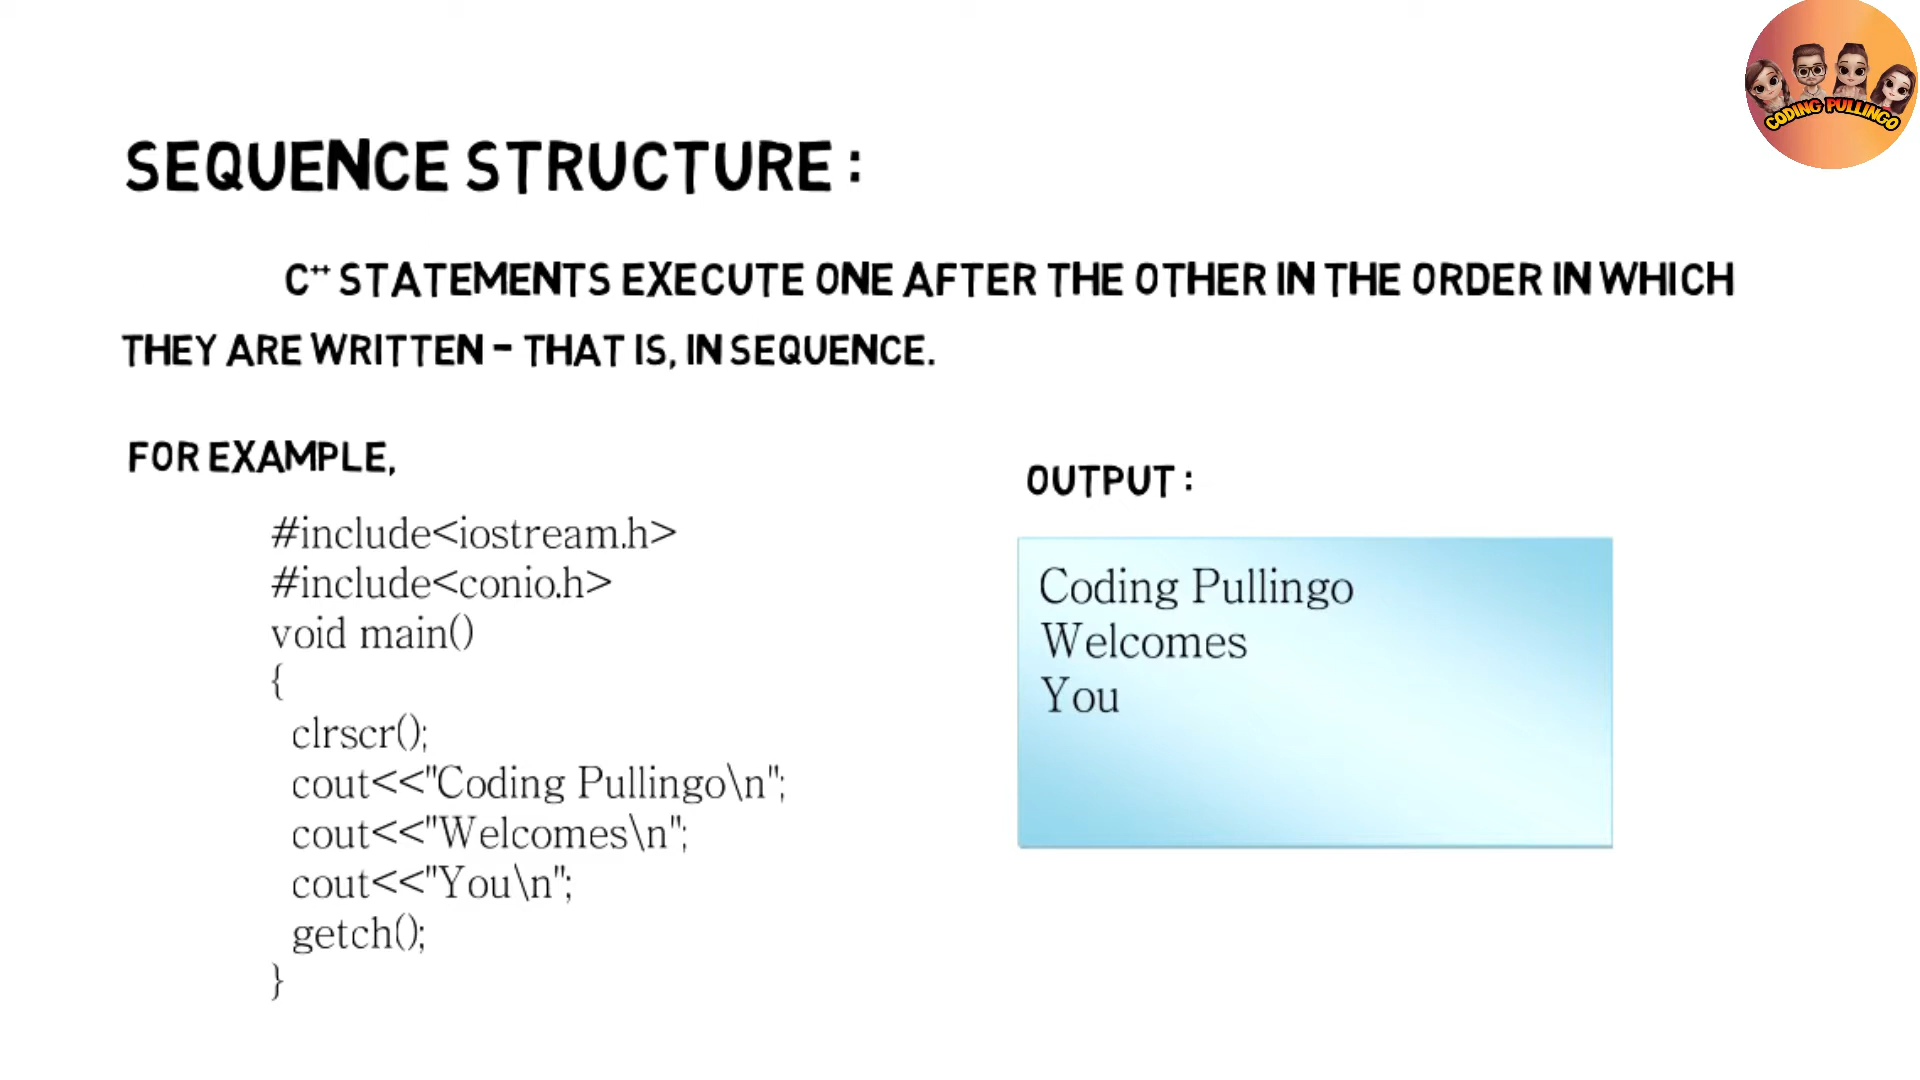 CODING PULLINGO
SEQUENCE STRUCTURE :
C++ STATEMENTS EXECUTE ONE AFTER THE OTHER IN THE ORDER IN WHICH
THEY ARE WRITTEN - THAT IS, IN SEQUENCE.
FOR EXAMPLE,
#include<iostream.h>
#include<conio.h>
void main()
{
clrscr();
cout<<"Coding Pullingo\n";
cout<<"Welcomes\n";
cout<<"You\n";
getch();
}
OUTPUT :
Coding Pullingo
Welcomes
You